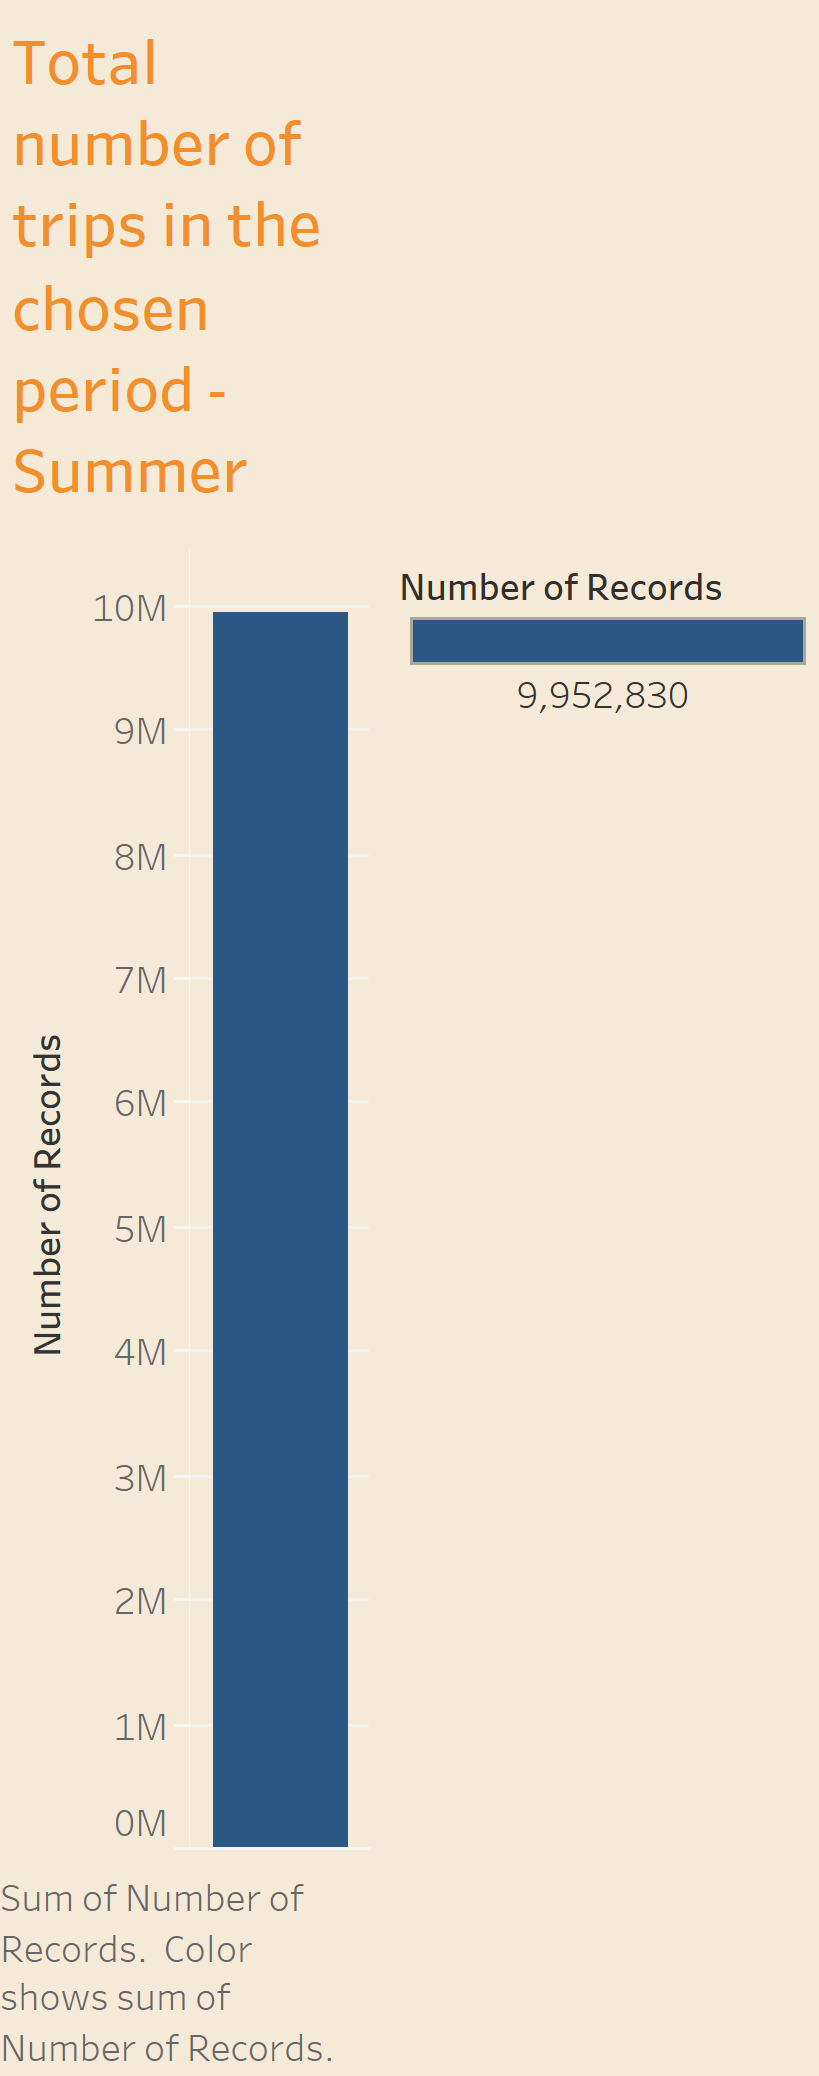 Total
number of
trips in the
chosen
period -
Summer
Number of Records
9,952,830
10M
9M
8M
7M
6M
5M
4M
3M
2M
1M
0M
Number of Records
Sum of Number of
Records.  Color
shows sum of
Number of Records.